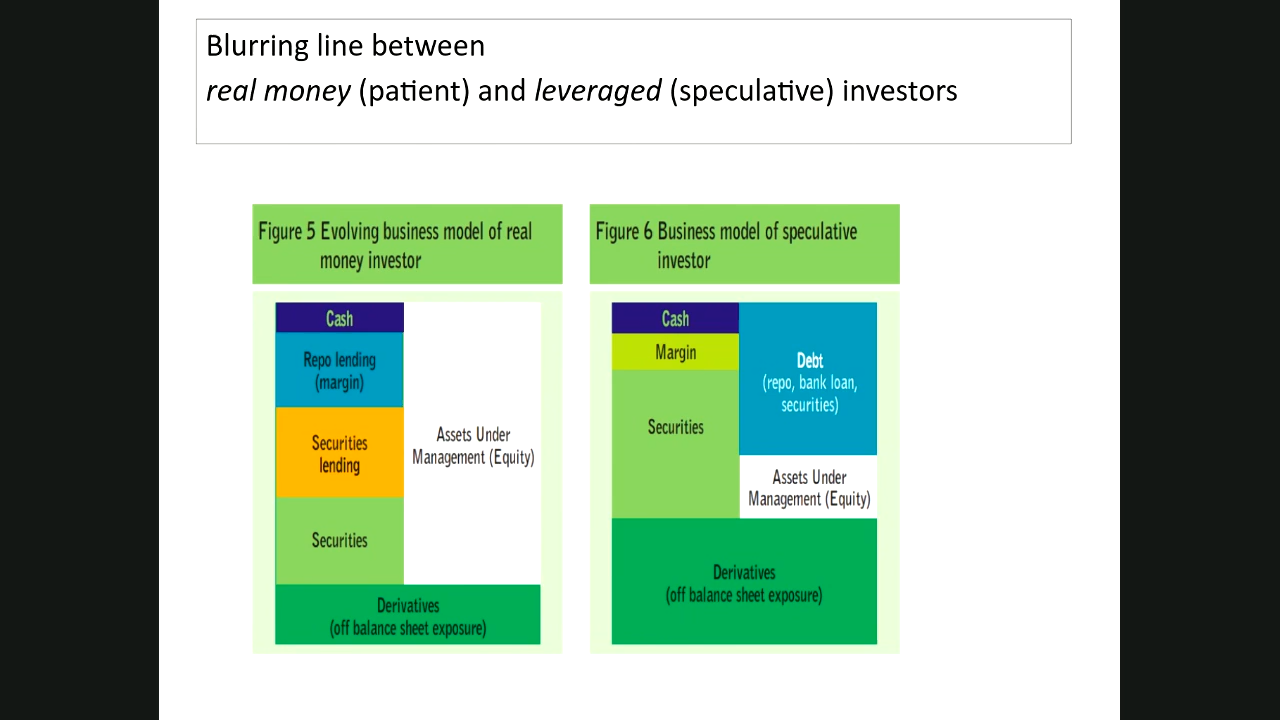 Blurring line between
real money (patient) and leveraged (speculative) investors
Figure 5 Evolving business model of real
money investor
Cash
Repo lending
(margin)
Securities
lending
Securities
Assets Under
Management (Equity)
Derivatives
(off balance sheet exposure)
Figure 6 Business model of speculative
investor
Cash
Margin
Securities
Debt
(repo, bank loan,
securities)
Assets Under
Management (Equity)
Derivatives
(off balance sheet exposure)